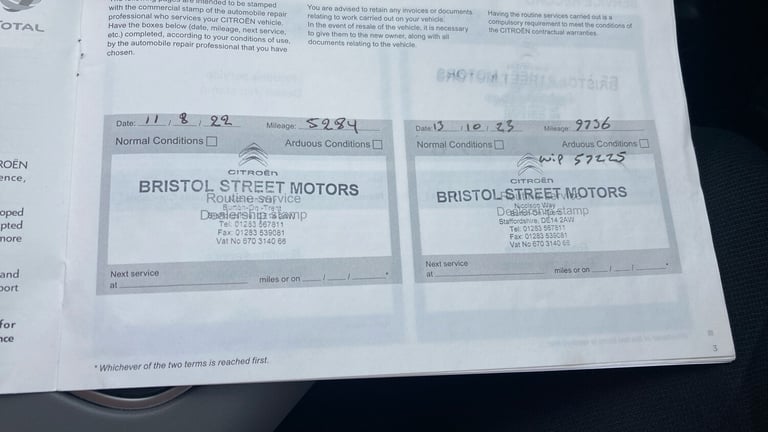 TOTAL
pages are intended to be stamped
with the commercial stamp of the automobile repair
professional who services your CITROËN vehicle.
Have the boxes below (date, mileage, next service,
etc.) completed, according to your conditions of use,
by the automobile repair professional that you have
chosen.
You are advised to retain any invoices or documents
relating to work carried out on your vehicle.
In the event of resale of the vehicle, it is necessary
to give them to the new owner, along with all
documents relating to the vehicle.
Having the routine services carried out is a
compulsory requirement to meet the conditions of
the CITROËN contractual warranties.
Date: 11 / 8 / 22 Mileage: 5284
Normal Conditions Arduous Conditions
CITROËN
BRISTOL STREET MOTORS
Routine service
Burton-On-Trent
Dealership stamp
Tel: 01283 567811
Fax: 01283 539081
Vat No 670 3140 66
Next service
at miles or on / / *
Date: 13 / 10 / 23 Mileage: 9736
Normal Conditions Arduous Conditions
wip 57225
CITROËN
BRISTOL STREET MOTORS
Nicolson Way
Dealership stamp
Staffordshire, DE14 2AW
Tel: 01283 567811
Fax: 01283 539081
Vat No 670 3140 66
Next service
at miles or on / / *
* Whichever of the two terms is reached first.
3